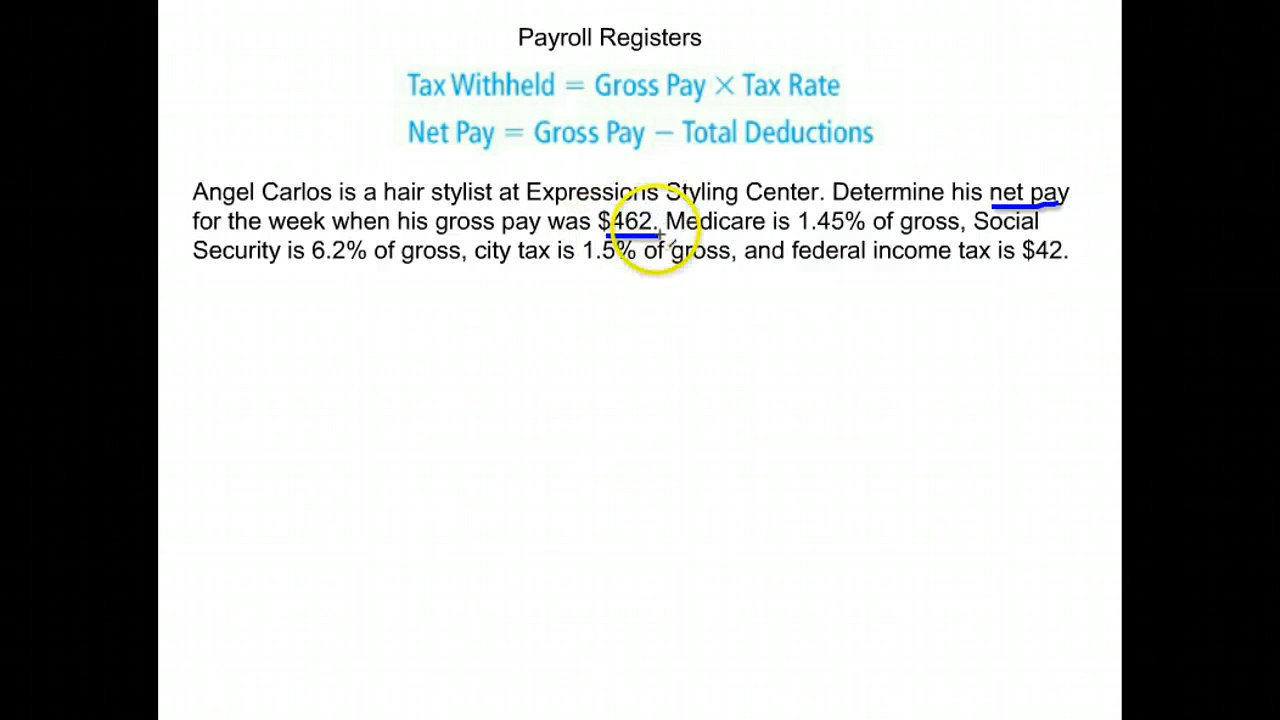 Payroll Registers
Tax Withheld = Gross Pay × Tax Rate
Net Pay = Gross Pay − Total Deductions
Angel Carlos is a hair stylist at Expressions Styling Center. Determine his net pay
for the week when his gross pay was $462. Medicare is 1.45% of gross, Social
Security is 6.2% of gross, city tax is 1.5% of gross, and federal income tax is $42.